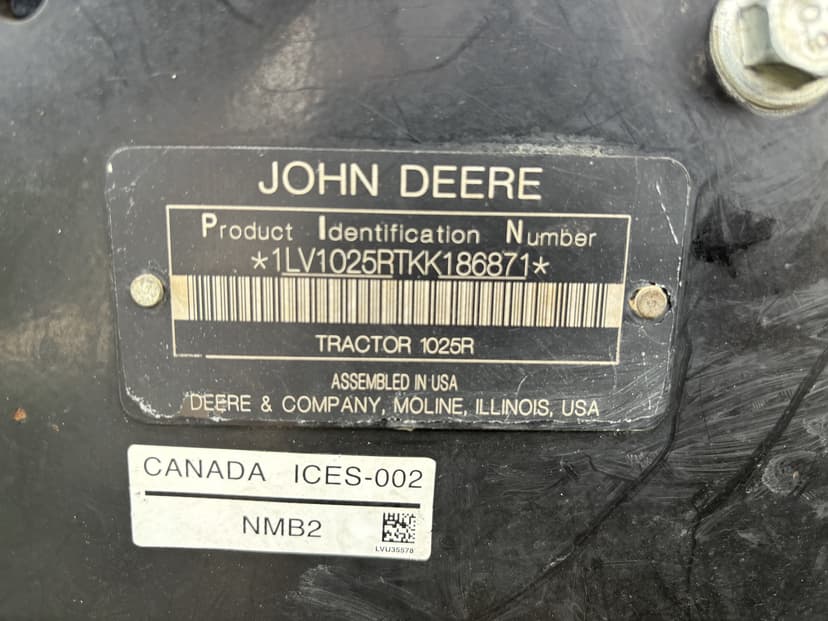 JOHN DEERE
Product Identification Number
*1LV1025RTKK186871*
TRACTOR 1025R
ASSEMBLED IN USA
DEERE & COMPANY, MOLINE, ILLINOIS, USA
CANADA ICES-002
NMB2
LVU35578